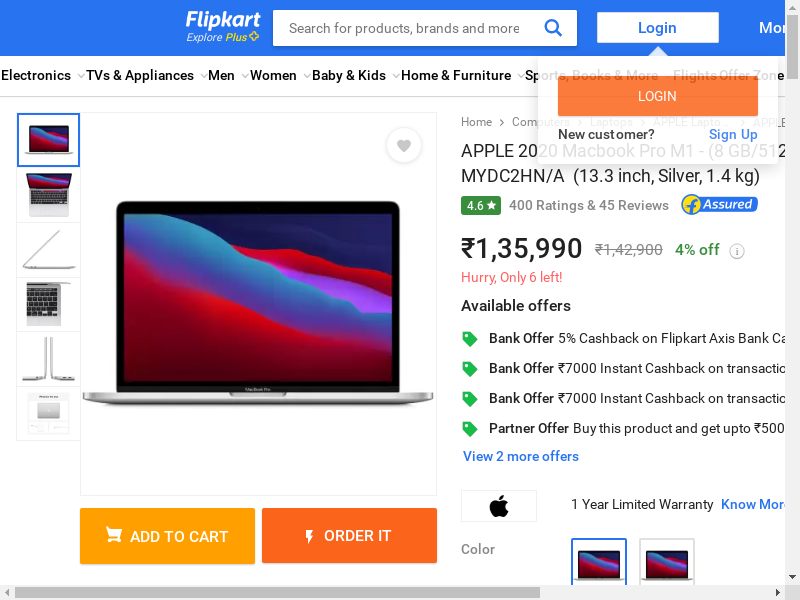 Flipkart
Explore Plus
Search for products, brands and more
Login
Mor
Electronics
TVs & Appliances
Men
Women
Baby & Kids
Home & Furniture
Sports, Books & More
Flights
Offer Zone
LOGIN
New customer?
Sign Up
Home
Computers
Laptops
APPLE Lapto...
APPLE
APPLE 2020 Macbook Pro M1 - (8 GB/512
MYDC2HN/A (13.3 inch, Silver, 1.4 kg)
4.6
400 Ratings & 45 Reviews
Assured
₹1,35,990
₹1,42,900
4% off
Hurry, Only 6 left!
Available offers
Bank Offer 5% Cashback on Flipkart Axis Bank Ca
Bank Offer ₹7000 Instant Cashback on transactio
Bank Offer ₹7000 Instant Cashback on transactio
Partner Offer Buy this product and get upto ₹500
View 2 more offers
1 Year Limited Warranty
Know More
Color
ADD TO CART
ORDER IT